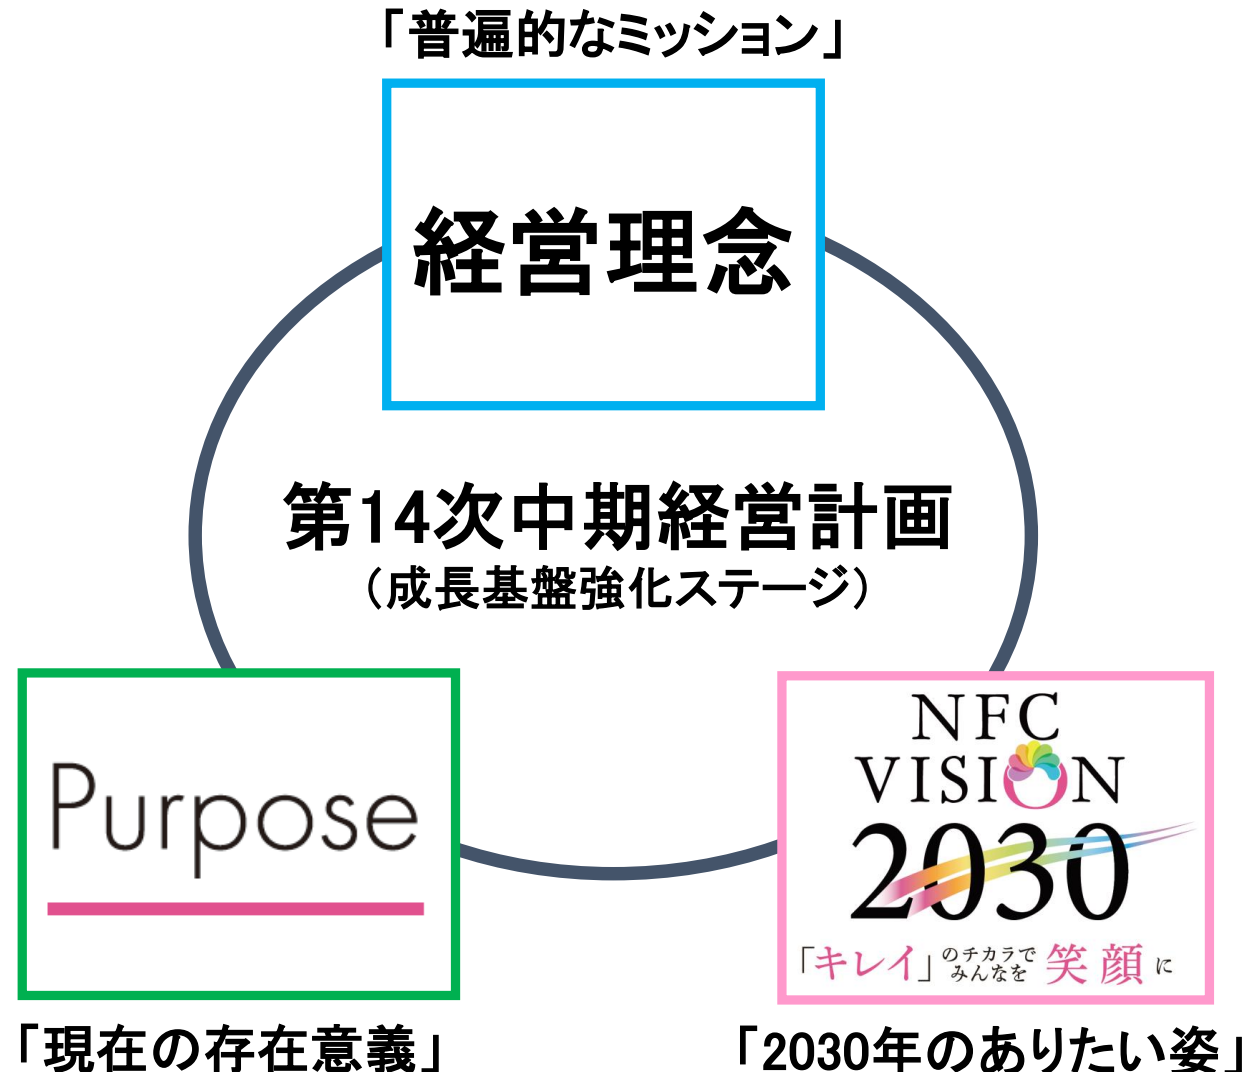 「普遍的なミッション」
経営理念
第14次中期経営計画
（成長基盤強化ステージ）
Purpose
NFC
VISION
2030
「キレイ」のチカラでみんなを笑顔に
「現在の存在意義」
「2030年のありたい姿」